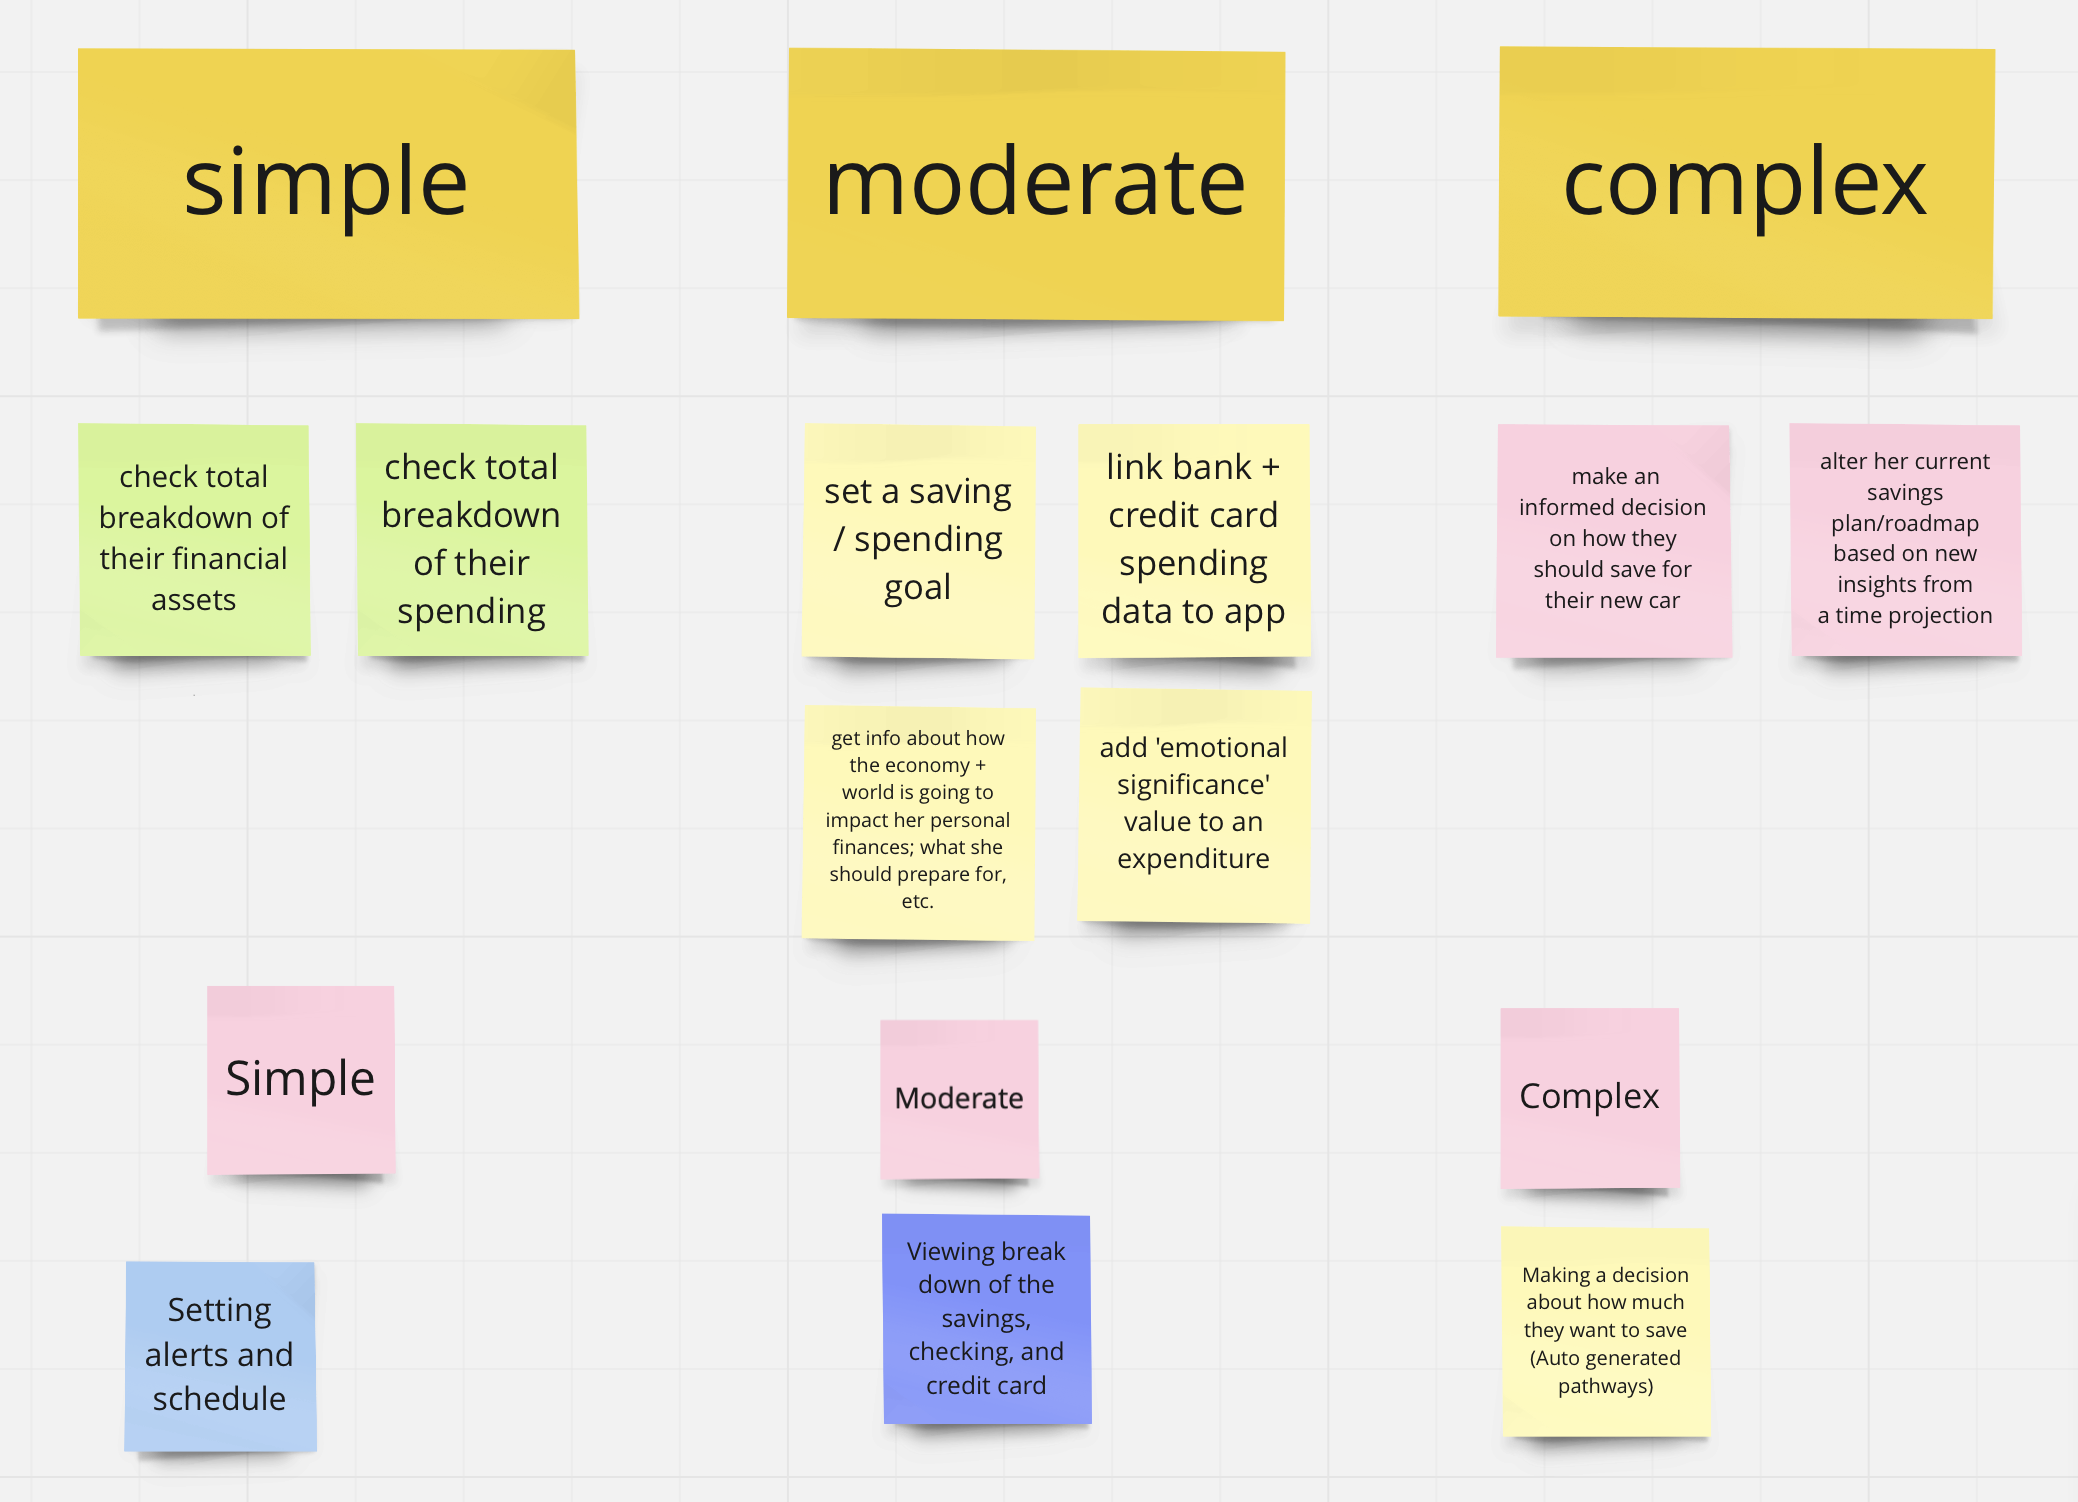 simple
moderate
complex
check total
breakdown of
their financial
assets
check total
breakdown
of their
spending
set a saving
/ spending
goal
link bank +
credit card
spending
data to app
make an
informed decision
on how they
should save for
their new car
alter her current
savings
plan/roadmap
based on new
insights from
a time projection
get info about how
the economy +
world is going to
impact her personal
finances; what she
should prepare for,
etc.
add 'emotional
significance'
value to an
expenditure
Simple
Moderate
Complex
Setting
alerts and
schedule
Viewing break
down of the
savings,
checking, and
credit card
Making a decision
about how much
they want to save
(Auto generated
pathways)